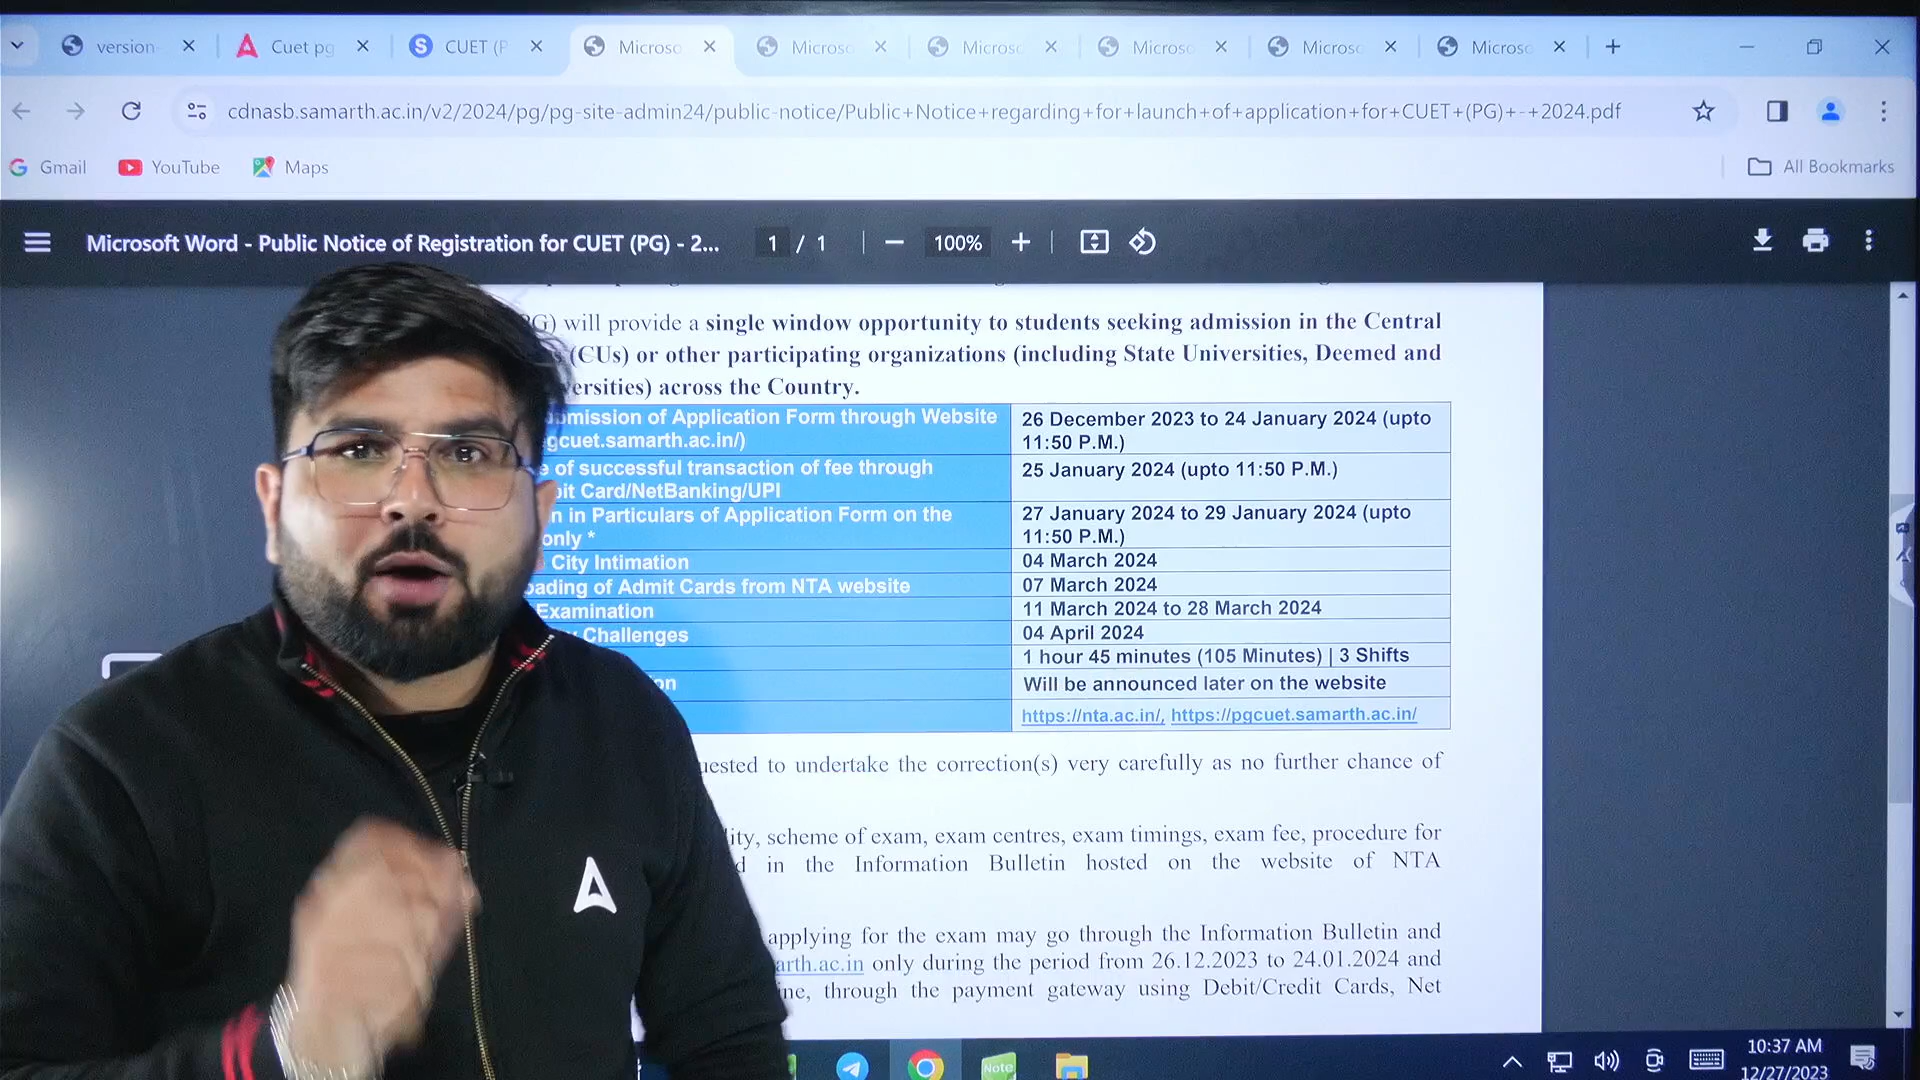 version
Cuet pg
CUET (P
Microso
Microso
Microso
Microso
Microso
Microso
cdnasb.samarth.ac.in/v2/2024/pg/pg-site-admin24/public-notice/Public+Notice+regarding+for+launch+of+application+for+CUET+(PG)+-+2024.pdf
Gmail
YouTube
Maps
All Bookmarks
Microsoft Word - Public Notice of Registration for CUET (PG) - 2...
1 / 1
100%
PG) will provide a single window opportunity to students seeking admission in the Central
(CUs) or other participating organizations (including State Universities, Deemed and
versities) across the Country.
bmission of Application Form through Website
gcuet.samarth.ac.in/)
26 December 2023 to 24 January 2024 (upto
11:50 P.M.)
e of successful transaction of fee through
bit Card/NetBanking/UPI
25 January 2024 (upto 11:50 P.M.)
n in Particulars of Application Form on the
only *
27 January 2024 to 29 January 2024 (upto
11:50 P.M.)
City Intimation
04 March 2024
oading of Admit Cards from NTA website
07 March 2024
Examination
11 March 2024 to 28 March 2024
y Challenges
04 April 2024
1 hour 45 minutes (105 Minutes) | 3 Shifts
on
Will be announced later on the website
https://nta.ac.in/, https://pgcuet.samarth.ac.in/
uested to undertake the correction(s) very carefully as no further chance of
lity, scheme of exam, exam centres, exam timings, exam fee, procedure for
d in the Information Bulletin hosted on the website of NTA
applying for the exam may go through the Information Bulletin and
arth.ac.in only during the period from 26.12.2023 to 24.01.2024 and
ine, through the payment gateway using Debit/Credit Cards, Net
Note
10:37 AM
12/27/2023